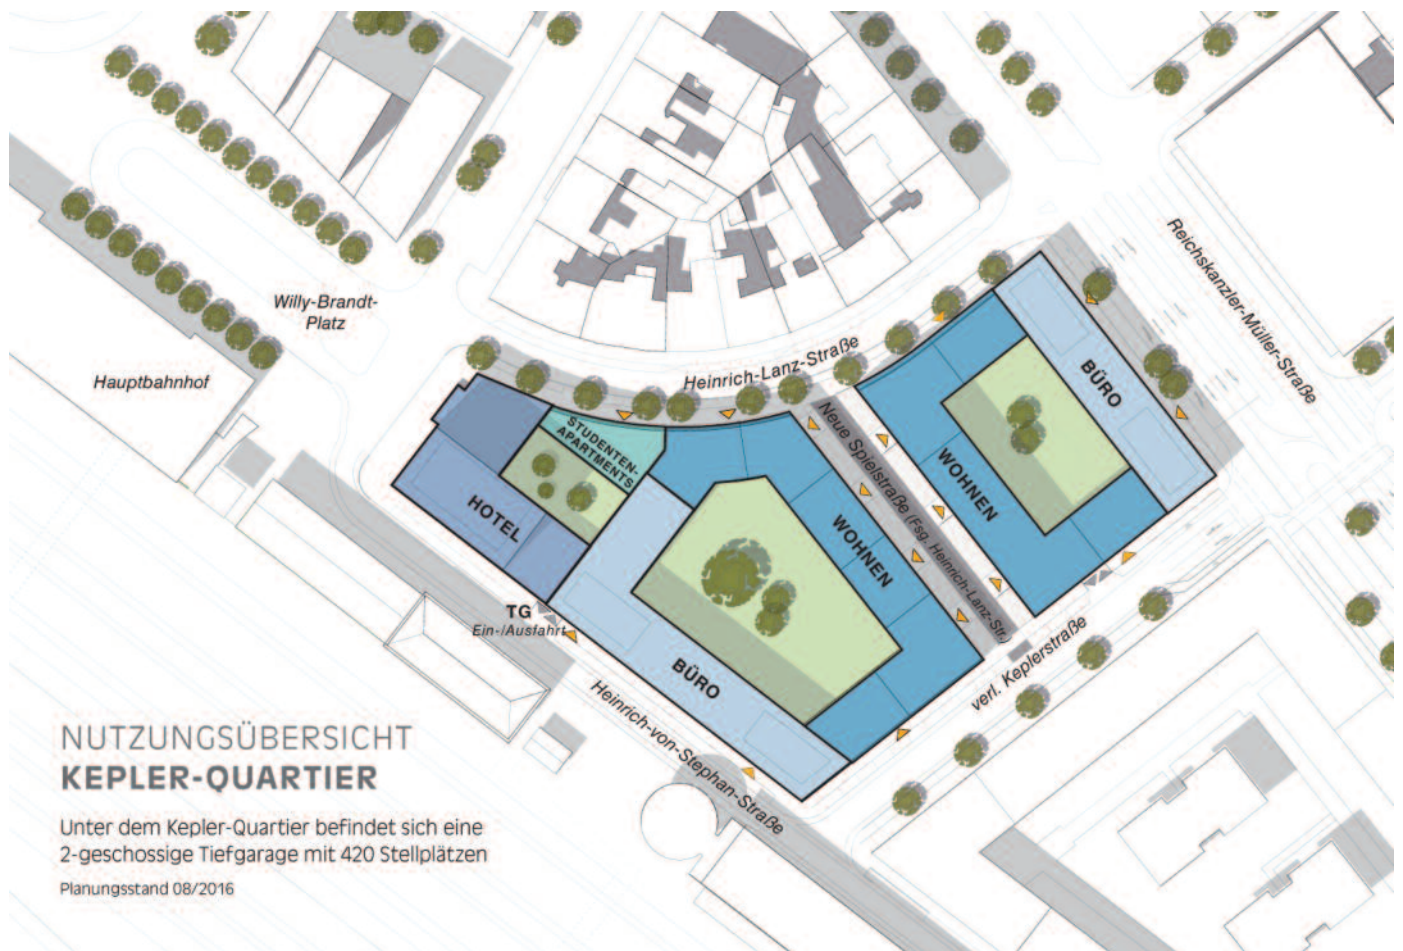 Willy-Brandt-
Platz
Hauptbahnhof
Heinrich-Lanz-Straße
Reichskanzler-Müller-Straße
BÜRO
STUDENTEN-
APARTMENTS
HOTEL
WOHNEN
Neue Spielstraße (Fsg. Heinrich-Lanz-Str.)
WOHNEN
TG
Ein-/Ausfahrt
BÜRO
verl. Keplerstraße
Heinrich-von-Stephan-Straße
NUTZUNGSÜBERSICHT
KEPLER-QUARTIER
Unter dem Kepler-Quartier befindet sich eine
2-geschossige Tiefgarage mit 420 Stellplätzen
Planungsstand 08/2016